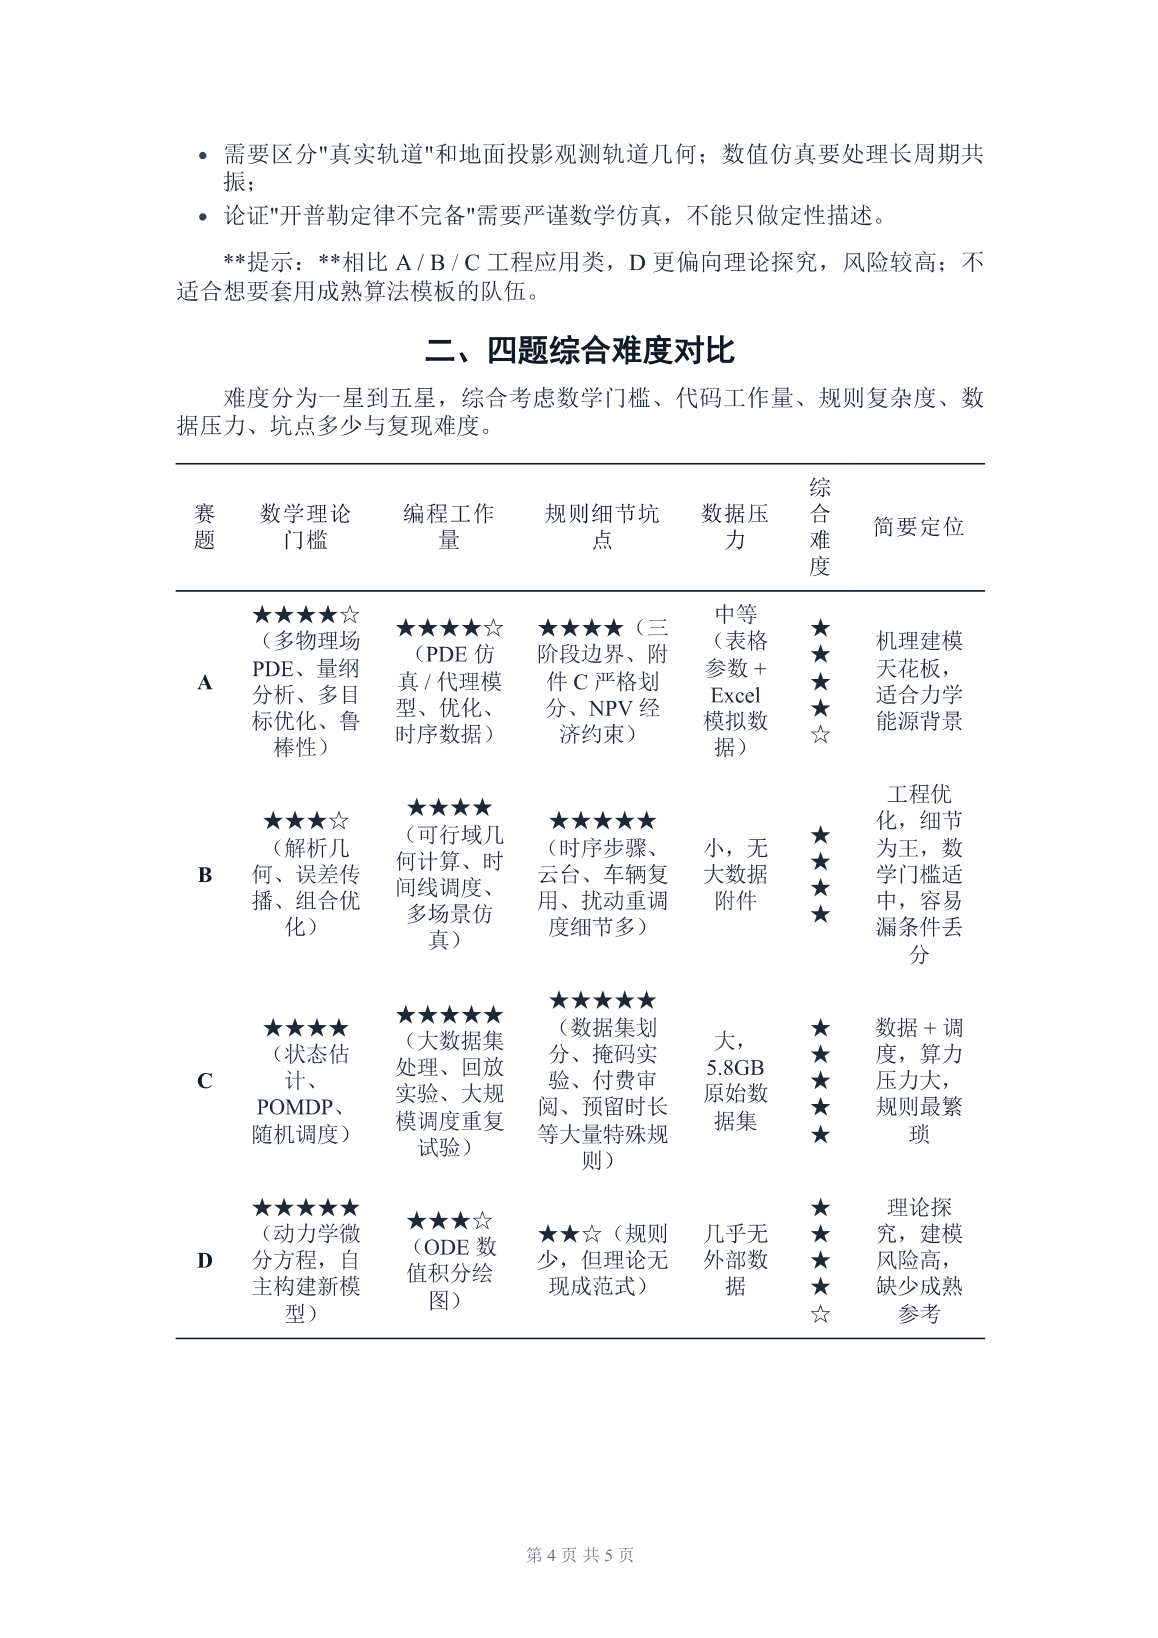 • 需要区分"真实轨道"和地面投影观测轨道几何；数值仿真要处理长周期共
振；
• 论证"开普勒定律不完备"需要严谨数学仿真，不能只做定性描述。
**提示：**相比 A / B / C 工程应用类，D 更偏向理论探究，风险较高；不
适合想要套用成熟算法模板的队伍。
二、四题综合难度对比
难度分为一星到五星，综合考虑数学门槛、代码工作量、规则复杂度、数
据压力、坑点多少与复现难度。
赛
题
数学理论
门槛
编程工作
量
规则细节坑
点
数据压
力
综
合
难
度
简要定位
A
★★★★☆
（多物理场
PDE、量纲
分析、多目
标优化、鲁
棒性）
★★★★☆
（PDE 仿
真 / 代理模
型、优化、
时序数据）
★★★★（三
阶段边界、附
件 C 严格划
分、NPV 经
济约束）
中等
（表格
参数 +
Excel
模拟数
据）
★
★
★
★
☆
机理建模
天花板，
适合力学
能源背景
B
★★★☆
（解析几
何、误差传
播、组合优
化）
★★★★
（可行域几
何计算、时
间线调度、
多场景仿
真）
★★★★★
（时序步骤、
云台、车辆复
用、扰动重调
度细节多）
小，无
大数据
附件
★
★
★
★
工程优
化，细节
为王，数
学门槛适
中，容易
漏条件丢
分
C
★★★★
（状态估
计、
POMDP、
随机调度）
★★★★★
（大数据集
处理、回放
实验、大规
模调度重复
试验）
★★★★★
（数据集划
分、掩码实
验、付费审
阅、预留时长
等大量特殊规
则）
大，
5.8GB
原始数
据集
★
★
★
★
★
数据 + 调
度，算力
压力大，
规则最繁
琐
D
★★★★★
（动力学微
分方程，自
主构建新模
型）
★★★☆
（ODE 数
值积分绘
图）
★★☆（规则
少，但理论无
现成范式）
几乎无
外部数
据
★
★
★
★
☆
理论探
究，建模
风险高，
缺少成熟
参考
第 4 页 共 5 页